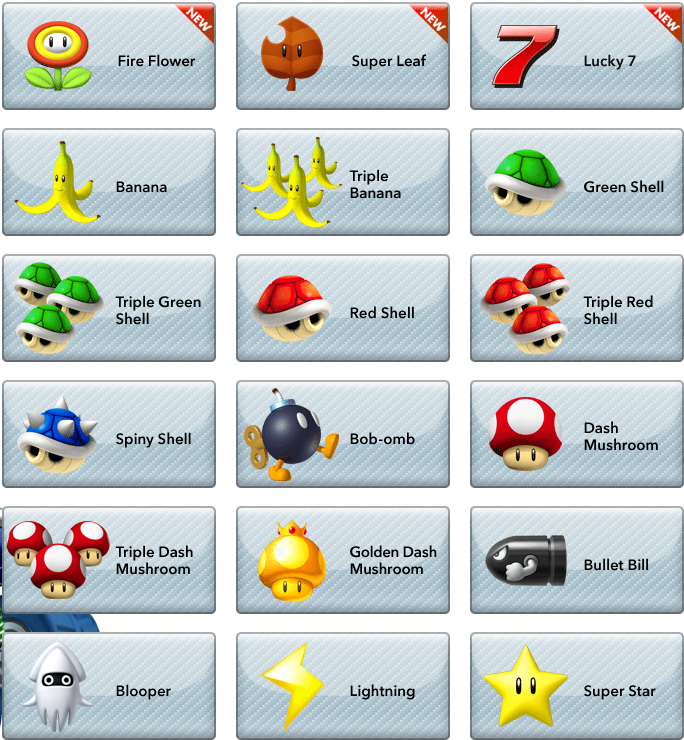 NEW
Fire Flower
NEW
Super Leaf
NEW
7
Lucky 7
Banana
Triple
Banana
Green Shell
Triple Green
Shell
Red Shell
Triple Red
Shell
Spiny Shell
Bob-omb
Dash
Mushroom
Triple Dash
Mushroom
Golden Dash
Mushroom
Bullet Bill
Blooper
Lightning
Super Star